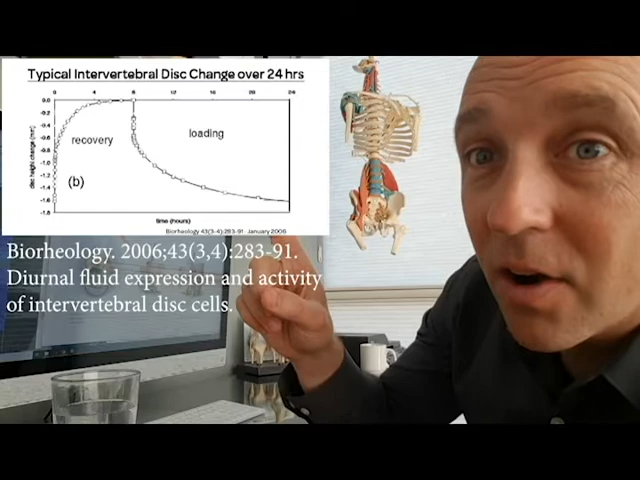 Typical Intervertebral Disc Change over 24 hrs
0 4 8 12 16 20 24
0.0
-0.2
-0.4
-0.6
-0.8
-1.0
-1.2
-1.4
-1.6
-1.8
disc height change (mm)
recovery
loading
(b)
time (hours)
Biorheology 43(3-4):283-91. January 2006
Biorheology. 2006;43(3,4):283-91.
Diurnal fluid expression and activity
of intervertebral disc cells.